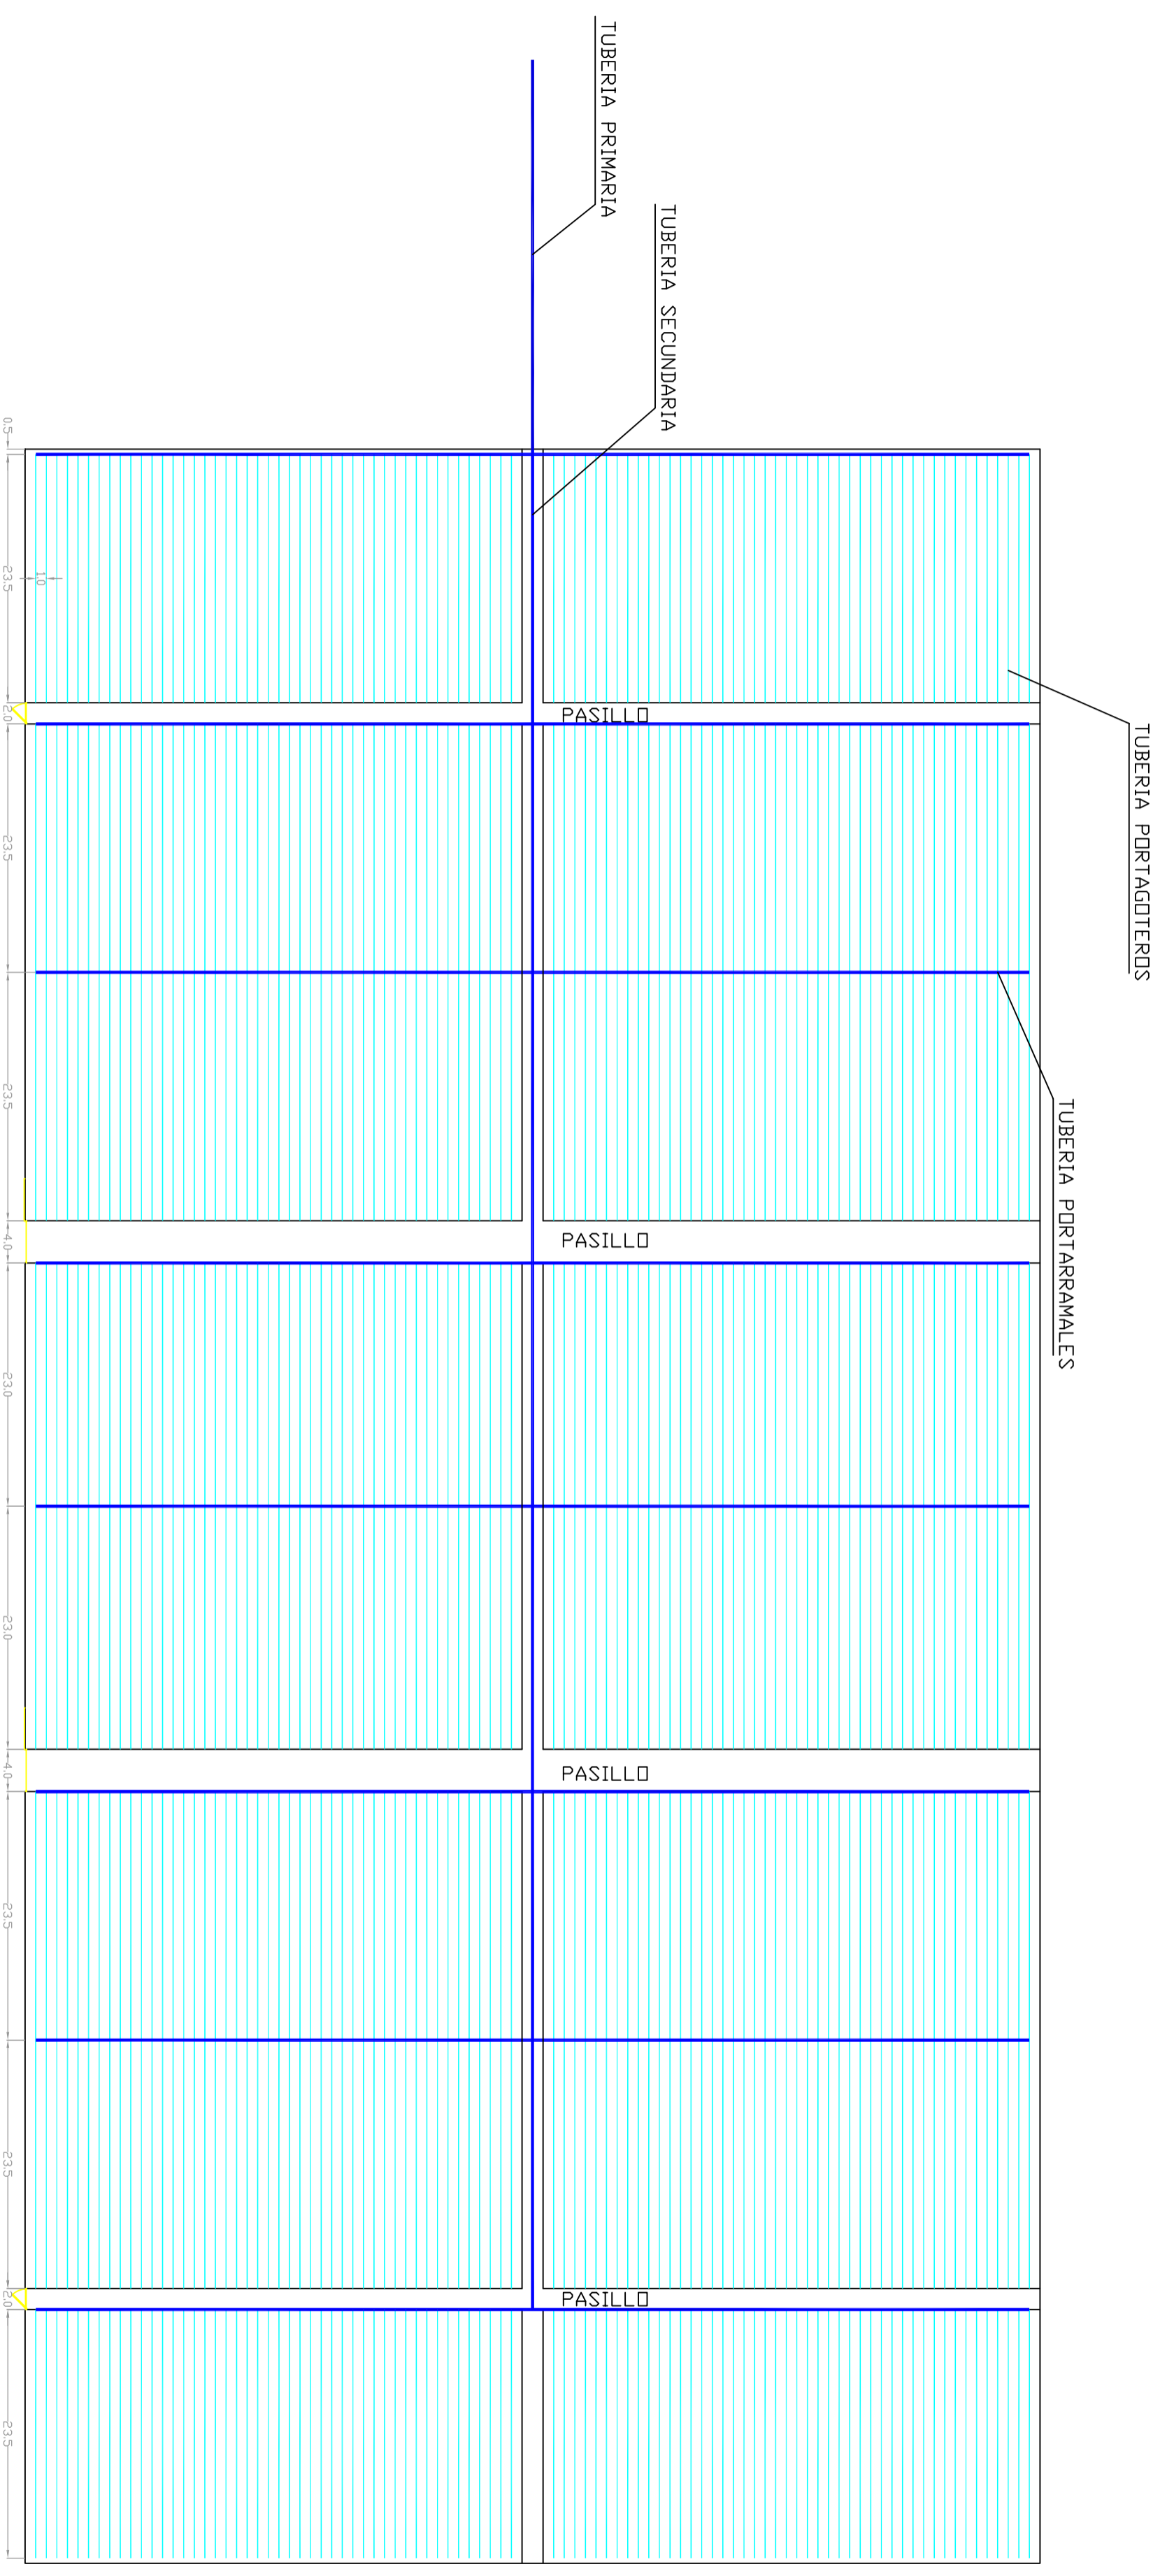 TUBERIA PRIMARIA
TUBERIA SECUNDARIA
TUBERIA PORTAGOTEROS
TUBERIA PORTARRAMALES
0.5
23.5
1.0
2.0
PASILLO
23.5
23.5
4.0
PASILLO
23.0
23.0
4.0
PASILLO
23.5
23.5
2.0
PASILLO
23.5